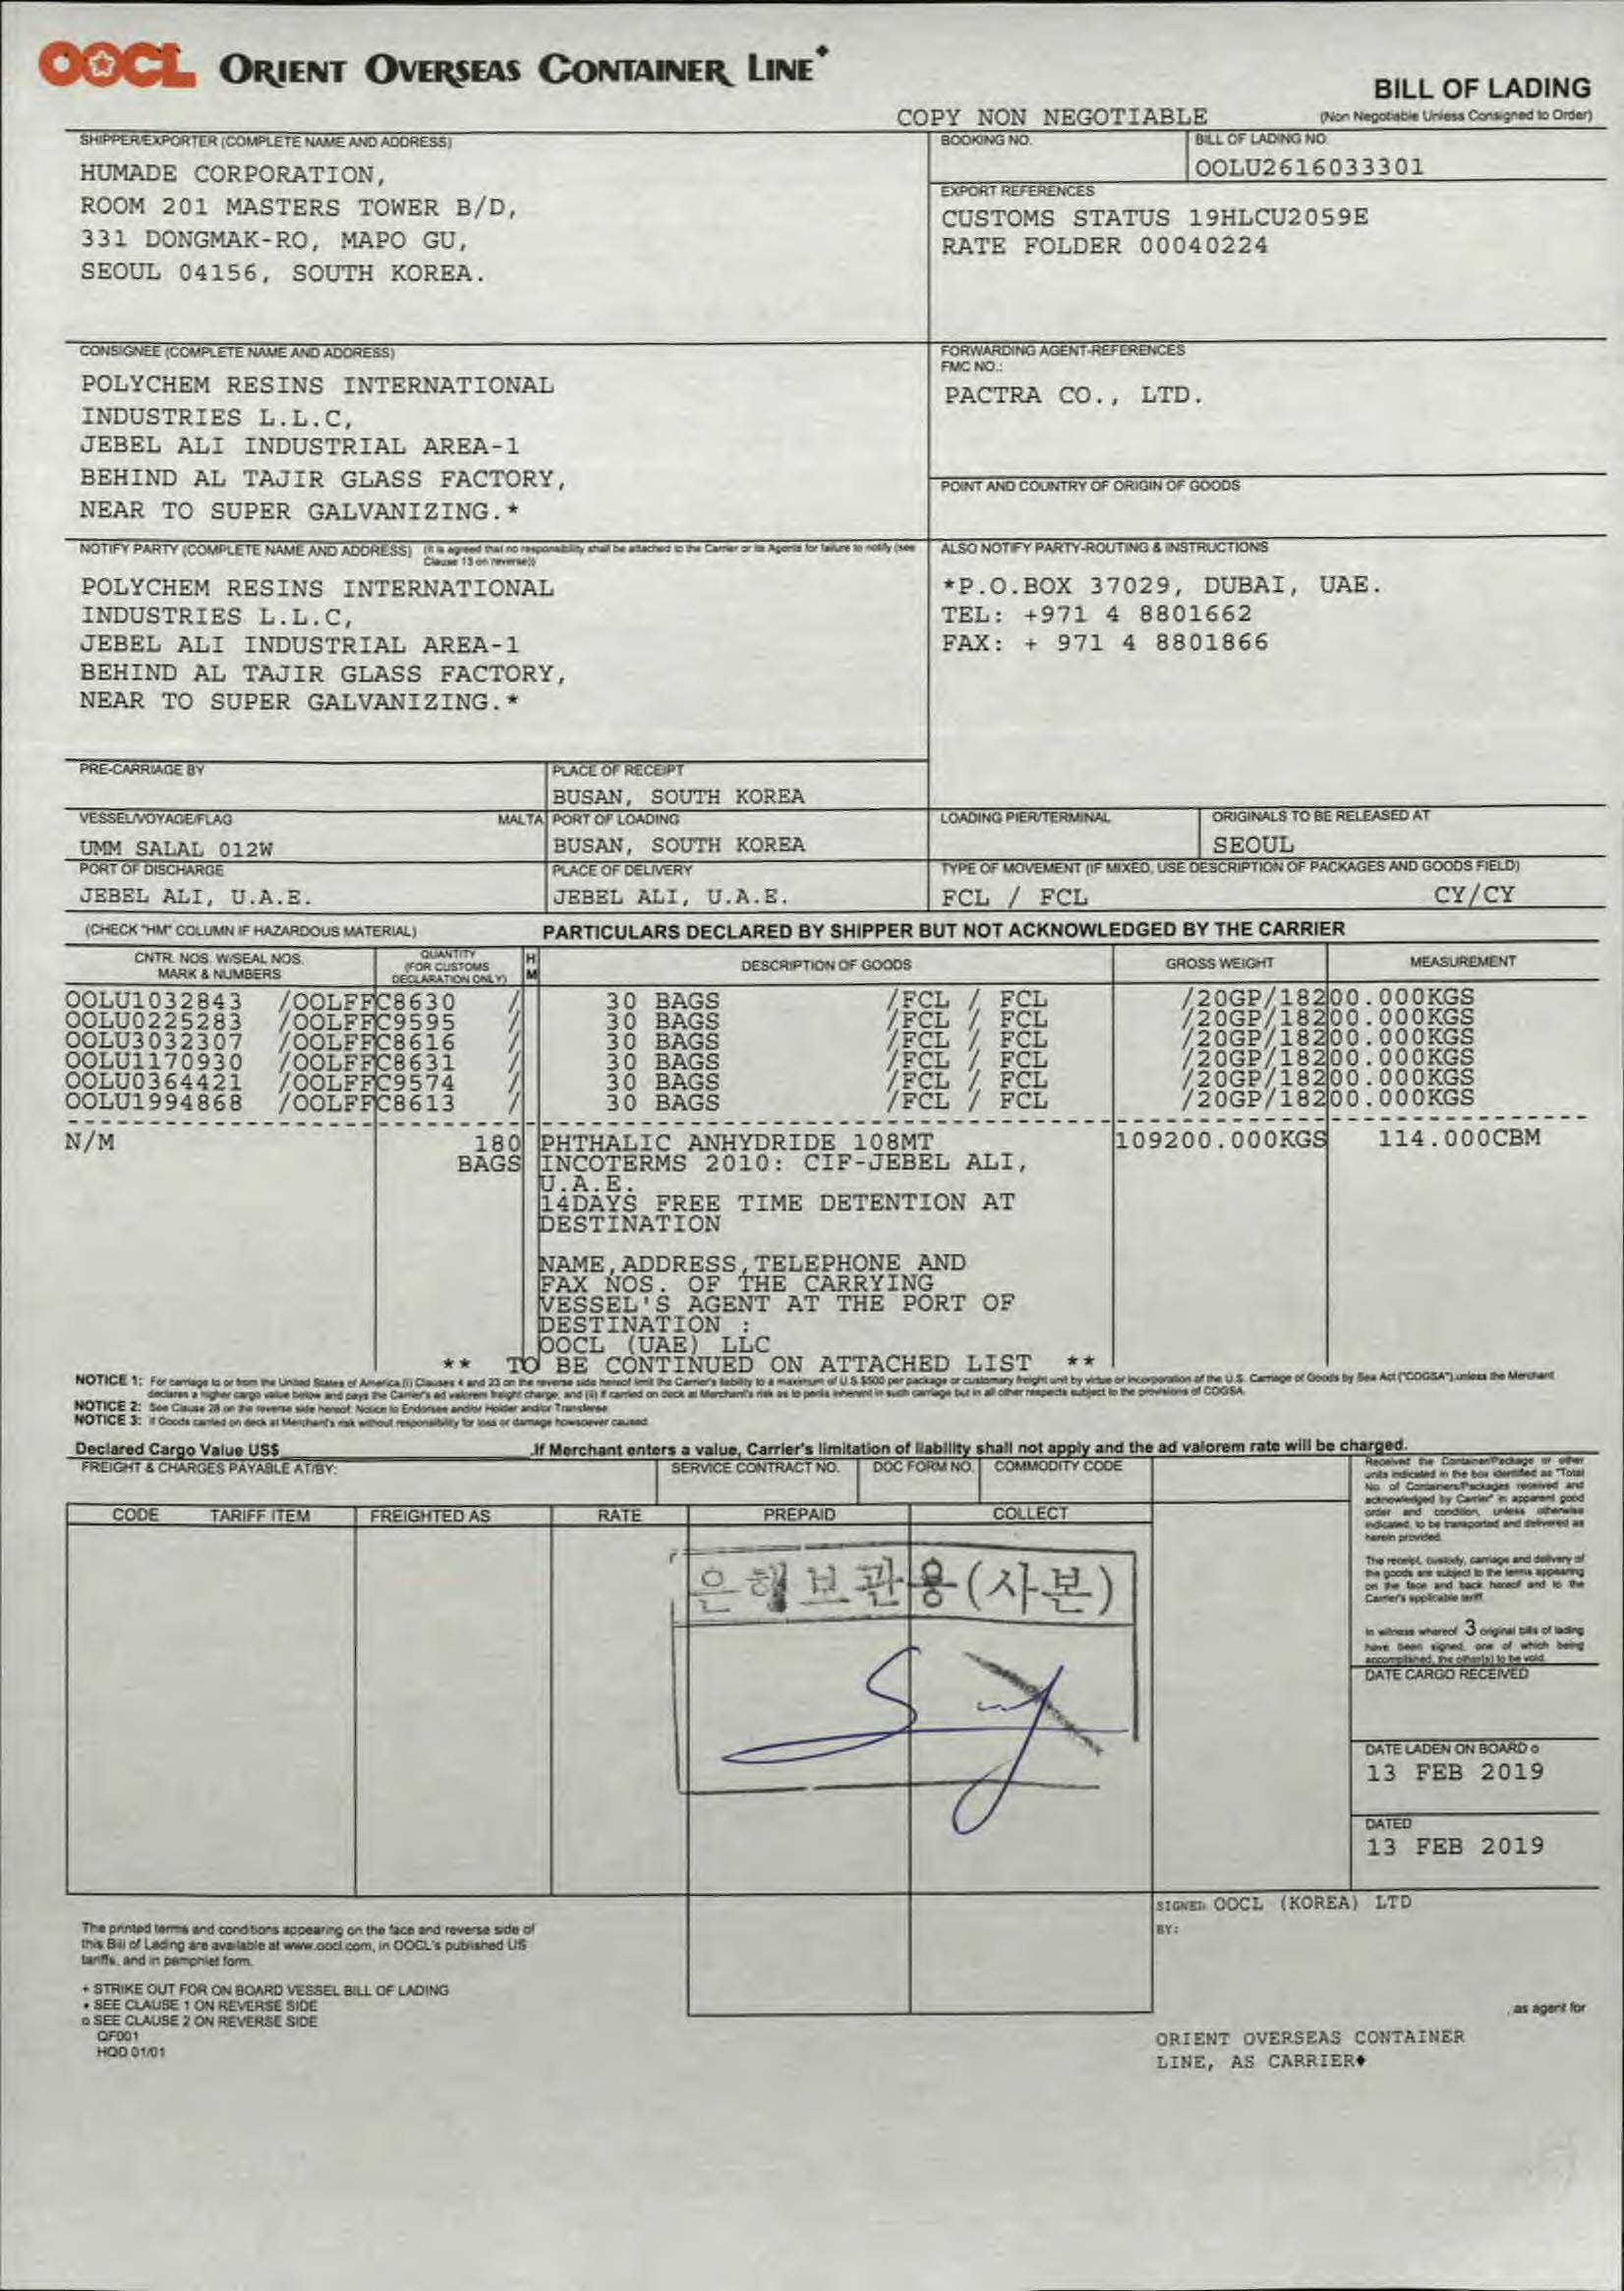 OOCL ORIENT OVERSEAS CONTAINER LINE
BILL OF LADING
COPY NON NEGOTIABLE
(Non Negotiable Unless Consigned to Order)
SHIPPER/EXPORTER (COMPLETE NAME AND ADDRESS)
HUMADE CORPORATION,
ROOM 201 MASTERS TOWER B/D,
331 DONGMAK-RO, MAPO GU,
SEOUL 04156, SOUTH KOREA.
BOOKING NO.
BILL OF LADING NO.
OOLU2616033301
EXPORT REFERENCES
CUSTOMS STATUS 19HLCU2059E
RATE FOLDER 00040224
CONSIGNEE (COMPLETE NAME AND ADDRESS)
POLYCHEM RESINS INTERNATIONAL
INDUSTRIES L.L.C,
JEBEL ALI INDUSTRIAL AREA-1
BEHIND AL TAJIR GLASS FACTORY,
NEAR TO SUPER GALVANIZING.*
FORWARDING AGENT-REFERENCES
FMC NO.:
PACTRA CO., LTD.
POINT AND COUNTRY OF ORIGIN OF GOODS
NOTIFY PARTY (COMPLETE NAME AND ADDRESS) (It is agreed that no responsibility shall be attached to the Carrier or its Agents for failure to notify (see
Clause 13 on reverse))
POLYCHEM RESINS INTERNATIONAL
INDUSTRIES L.L.C,
JEBEL ALI INDUSTRIAL AREA-1
BEHIND AL TAJIR GLASS FACTORY,
NEAR TO SUPER GALVANIZING.*
ALSO NOTIFY PARTY-ROUTING & INSTRUCTIONS
*P.O.BOX 37029, DUBAI, UAE.
TEL: +971 4 8801662
FAX: + 971 4 8801866
PRE-CARRIAGE BY
PLACE OF RECEIPT
BUSAN, SOUTH KOREA
VESSEL/VOYAGE/FLAG MALTA
UMM SALAL 012W
PORT OF LOADING
BUSAN, SOUTH KOREA
LOADING PIER/TERMINAL
ORIGINALS TO BE RELEASED AT
SEOUL
PORT OF DISCHARGE
JEBEL ALI, U.A.E.
PLACE OF DELIVERY
JEBEL ALI, U.A.E.
TYPE OF MOVEMENT (IF MIXED, USE DESCRIPTION OF PACKAGES AND GOODS FIELD)
FCL / FCL CY/CY
(CHECK "HM" COLUMN IF HAZARDOUS MATERIAL) PARTICULARS DECLARED BY SHIPPER BUT NOT ACKNOWLEDGED BY THE CARRIER
CNTR. NOS. W/SEAL NOS.
MARK & NUMBERS
QUANTITY
(FOR CUSTOMS
DECLARATION ONLY)
H
M
DESCRIPTION OF GOODS
GROSS WEIGHT
MEASUREMENT
OOLU1032843 /OOLFFC8630 / 30 BAGS /FCL / FCL /20GP/18200.000KGS
OOLU0225283 /OOLFFC9595 / 30 BAGS /FCL / FCL /20GP/18200.000KGS
OOLU3032307 /OOLFFC8616 / 30 BAGS /FCL / FCL /20GP/18200.000KGS
OOLU1170930 /OOLFFC8631 / 30 BAGS /FCL / FCL /20GP/18200.000KGS
OOLU0364421 /OOLFFC9574 / 30 BAGS /FCL / FCL /20GP/18200.000KGS
OOLU1994868 /OOLFFC8613 / 30 BAGS /FCL / FCL /20GP/18200.000KGS
N/M 180 PHTHALIC ANHYDRIDE 108MT 109200.000KGS 114.000CBM
BAGS INCOTERMS 2010: CIF-JEBEL ALI,
U.A.E.
14DAYS FREE TIME DETENTION AT
DESTINATION
NAME,ADDRESS,TELEPHONE AND
FAX NOS. OF THE CARRYING
VESSEL'S AGENT AT THE PORT OF
DESTINATION :
OOCL (UAE) LLC
** TO BE CONTINUED ON ATTACHED LIST **
NOTICE 1: For carriage to or from the United States of America,(i) Clauses 4 and 23 on the reverse side hereof limit the Carrier's liability to a maximum of U.S $500 per package or customary freight unit by virtue or incorporation of the U.S. Carriage of Goods by Sea Act ("COGSA"),unless the Merchant
declares a higher cargo value below and pays the Carrier's ad valorem freight charge; and (ii) if carried on deck at Merchant's risk as to perils inherent in such carriage but in all other respects subject to the provisions of COGSA.
NOTICE 2: See Clause 28 on the reverse side hereof: Notice to Endorsee and/or Holder and/or Transferee.
NOTICE 3: If Goods carried on deck at Merchant's risk without responsibility for loss or damage howsoever caused.
Declared Cargo Value US$ .If Merchant enters a value, Carrier's limitation of liability shall not apply and the ad valorem rate will be charged.
FREIGHT & CHARGES PAYABLE AT/BY:
SERVICE CONTRACT NO.
DOC FORM NO.
COMMODITY CODE
CODE TARIFF ITEM FREIGHTED AS RATE PREPAID COLLECT
은행보관용(사본)
Received the Container/Package or other
units indicated in the box identified as "Total
No. of Containers/Packages received and
acknowledged by Carrier" in apparent good
order and condition, unless otherwise
indicated, to be transported and delivered as
herein provided.
The receipt, custody, carriage and delivery of
the goods are subject to the terms appearing
on the face and back hereof and to the
Carrier's applicable tariff.
In witness whereof 3 original bills of lading
have been signed, one of which being
accomplished, the other(s) to be void.
DATE CARGO RECEIVED
DATE LADEN ON BOARD
13 FEB 2019
DATED
13 FEB 2019
SIGNED OOCL (KOREA) LTD
BY:
The printed terms and conditions appearing on the face and reverse side of
this Bill of Lading are available at www.oocl.com, in OOCL's published US
tariffs, and in pamphlet form.
+ STRIKE OUT FOR ON BOARD VESSEL BILL OF LADING
• SEE CLAUSE 1 ON REVERSE SIDE
o SEE CLAUSE 2 ON REVERSE SIDE
QF001
HQD 01/01
, as agent for
ORIENT OVERSEAS CONTAINER
LINE, AS CARRIER♦